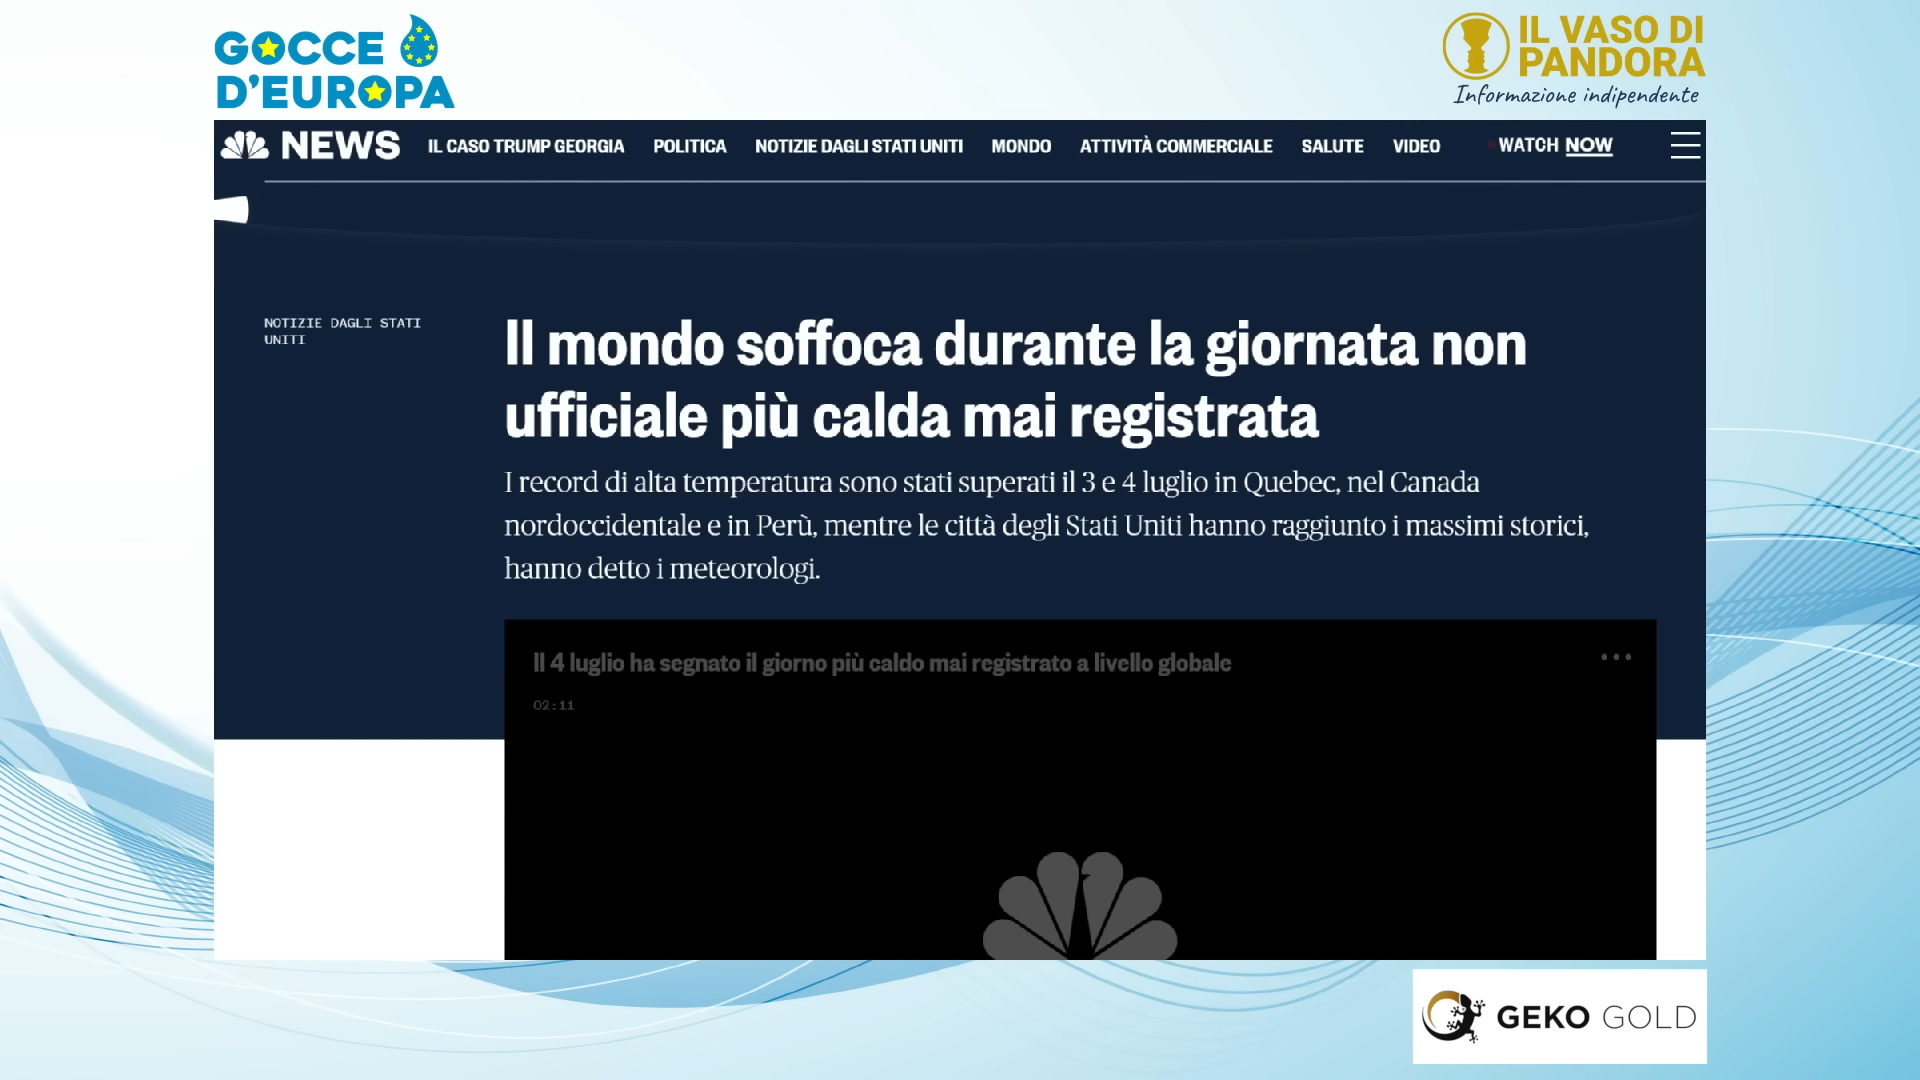 GOCCE
D'EUROPA
IL VASO DI
PANDORA
Informazione indipendente
NEWS IL CASO TRUMP GEORGIA POLITICA NOTIZIE DAGLI STATI UNITI MONDO ATTIVITÀ COMMERCIALE SALUTE VIDEO WATCH NOW
NOTIZIE DAGLI STATI
UNITI
Il mondo soffoca durante la giornata non
ufficiale più calda mai registrata
I record di alta temperatura sono stati superati il 3 e 4 luglio in Quebec, nel Canada
nordoccidentale e in Perù, mentre le città degli Stati Uniti hanno raggiunto i massimi storici,
hanno detto i meteorologi.
Il 4 luglio ha segnato il giorno più caldo mai registrato a livello globale
02:11
GEKO GOLD